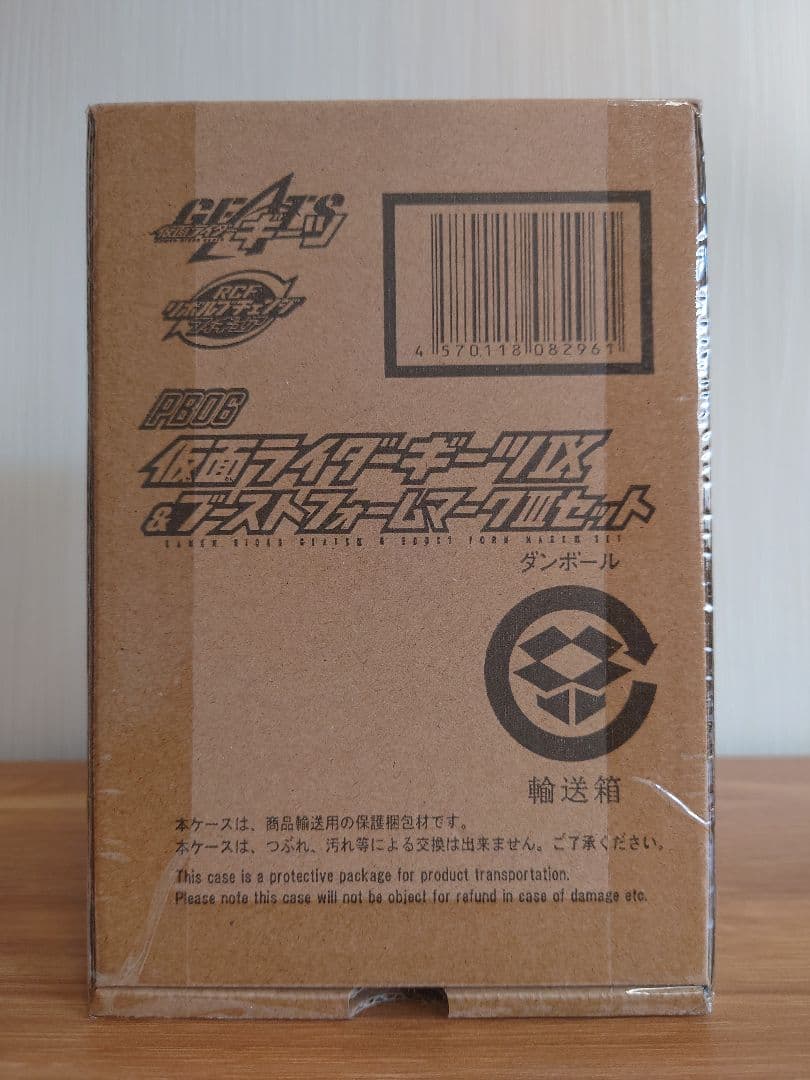 GEATS
仮面ライダーギーツ
RCF
リボルブチェンジ
フィギュア
4 570118 082961
PB06
仮面ライダーギーツIX
&ブーストフォームマークIIIセット
KAMEN RIDER GEATS IX & BOOST FORM MARK III SET
ダンボール
輸送箱
本ケースは、商品輸送用の保護梱包材です。
本ケースは、つぶれ、汚れ等による交換は出来ません。ご了承ください。
This case is a protective package for product transportation.
Please note this case will not be object for refund in case of damage etc.